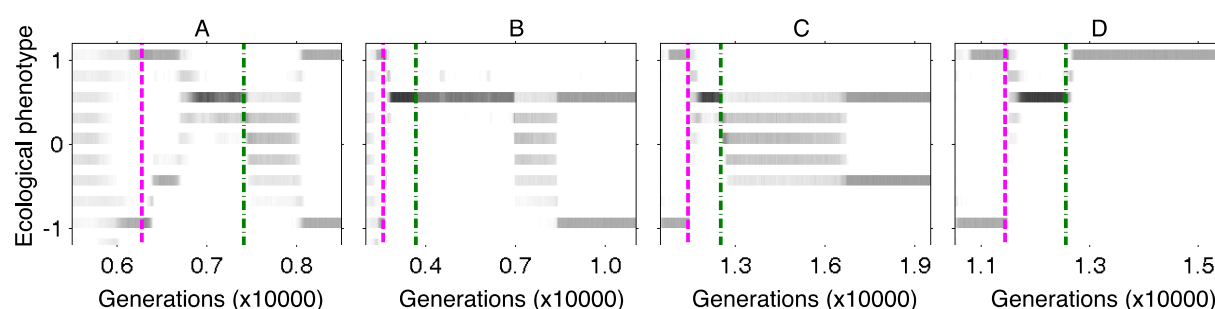 A B C D
Ecological phenotype
1
0
-1
0.6 0.7 0.8 0.4 0.7 1.0 1.3 1.6 1.9 1.1 1.3 1.5
Generations (x10000) Generations (x10000) Generations (x10000) Generations (x10000)